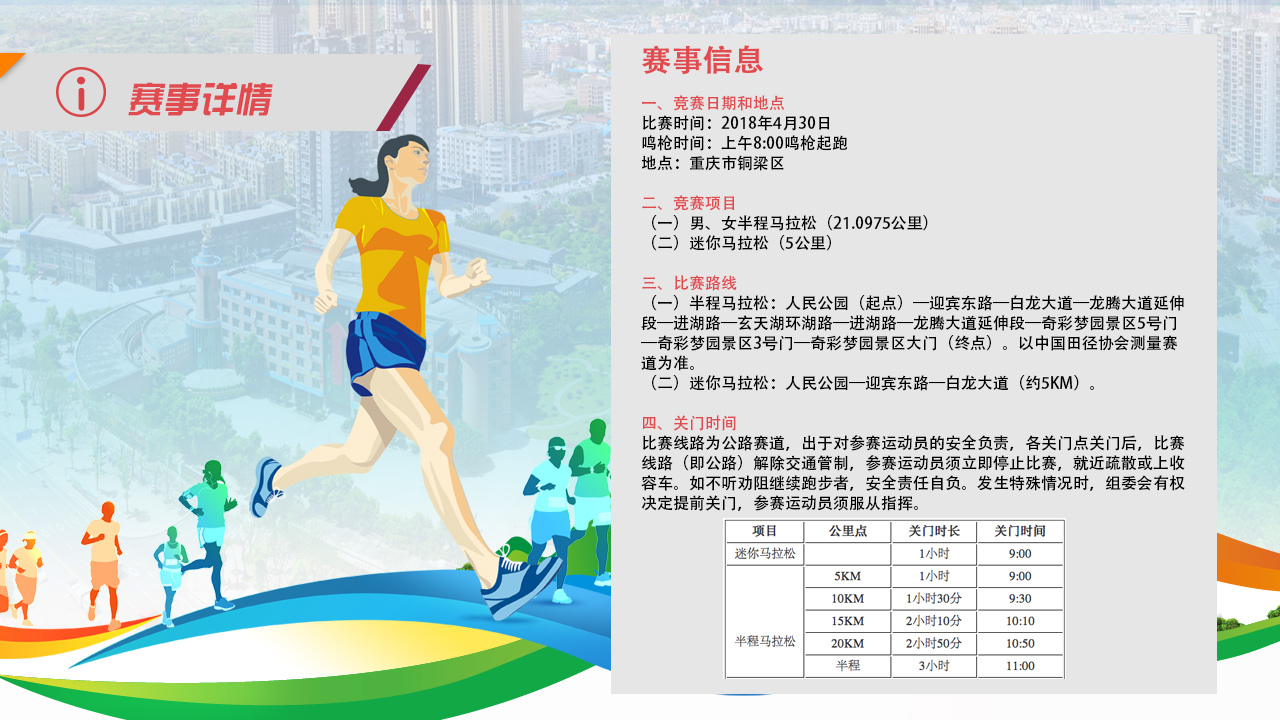 赛事详情
赛事信息
一、竞赛日期和地点
比赛时间：2018年4月30日
鸣枪时间：上午8:00鸣枪起跑
地点：重庆市铜梁区
二、竞赛项目
（一）男、女半程马拉松（21.0975公里）
（二）迷你马拉松（5公里）
三、比赛路线
（一）半程马拉松：人民公园（起点）—迎宾东路—白龙大道—龙腾大道延伸
段—进湖路—玄天湖环湖路—进湖路—龙腾大道延伸段—奇彩梦园景区5号门
—奇彩梦园景区3号门—奇彩梦园景区大门（终点）。以中国田径协会测量赛
道为准。
（二）迷你马拉松：人民公园—迎宾东路—白龙大道（约5KM）。
四、关门时间
比赛线路为公路赛道，出于对参赛运动员的安全负责，各关门点关门后，比赛
线路（即公路）解除交通管制，参赛运动员须立即停止比赛，就近疏散或上收
容车。如不听劝阻继续跑步者，安全责任自负。发生特殊情况时，组委会有权
决定提前关门，参赛运动员须服从指挥。
项目 公里点 关门时长 关门时间
迷你马拉松 1小时 9:00
5KM 1小时 9:00
10KM 1小时30分 9:30
15KM 2小时10分 10:10
半程马拉松 20KM 2小时50分 10:50
半程 3小时 11:00